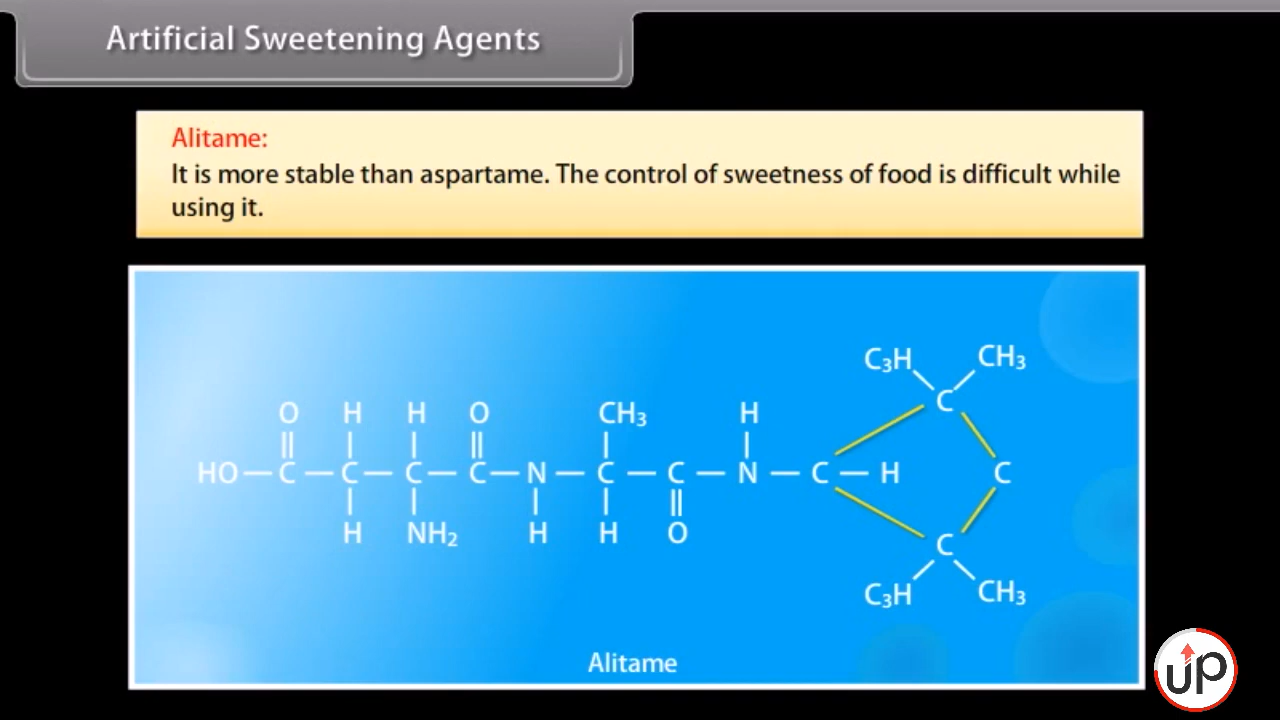 Artificial Sweetening Agents
Alitame:
It is more stable than aspartame. The control of sweetness of food is difficult while
using it.
C₃H CH₃
C
O H H O CH₃ H
HO — C — C — C — C — N — C — C — N — C — H C
H NH₂ H H O
C
C₃H CH₃
Alitame
UP